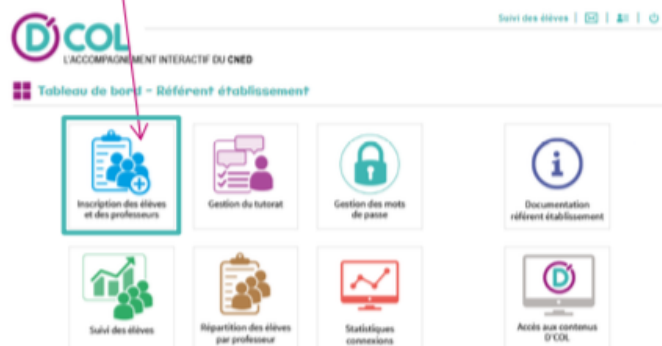 Suivi des élèves
D'COL
L'ACCOMPAGNEMENT INTERACTIF DU CNED
Tableau de bord - Référent établissement
Inscription des élèves
et des professeurs
Gestion du tutorat
Gestion des mots
de passe
Documentation
référent établissement
Suivi des élèves
Répartition des élèves
par professeur
Statistiques
connexions
D'
Accès aux contenus
D'COL